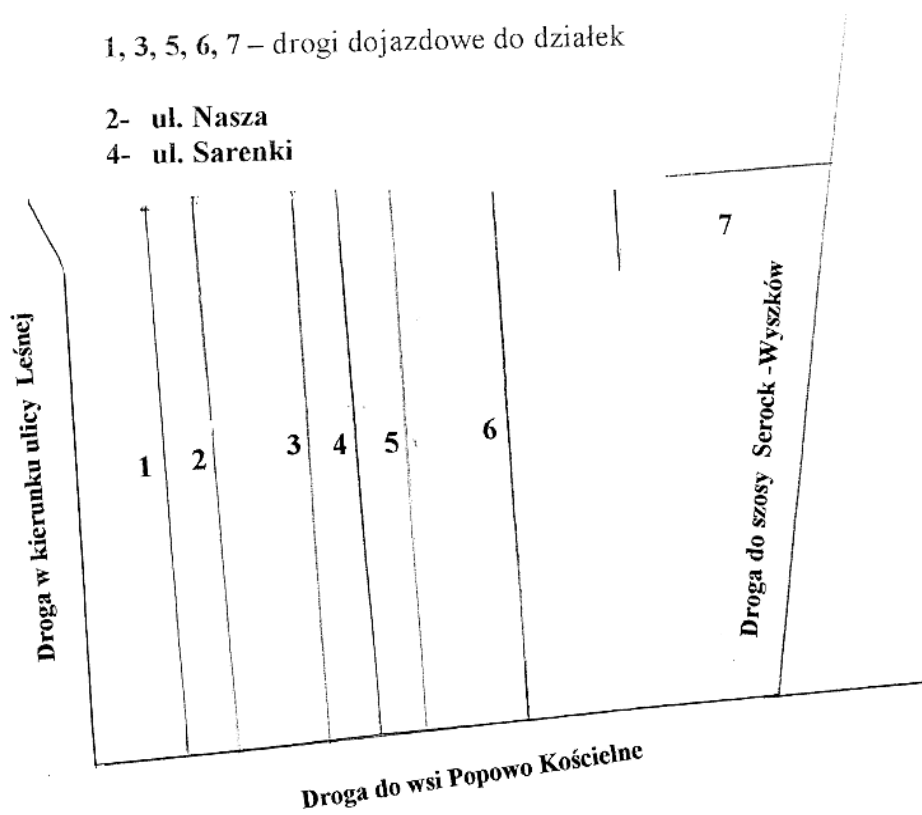 1, 3, 5, 6, 7 – drogi dojazdowe do działek
2- ul. Nasza
4- ul. Sarenki
7
Droga w kierunku ulicy Leśnej
1
2
3
4
5
6
Droga do szosy Serock -Wyszków
Droga do wsi Popowo Kościelne